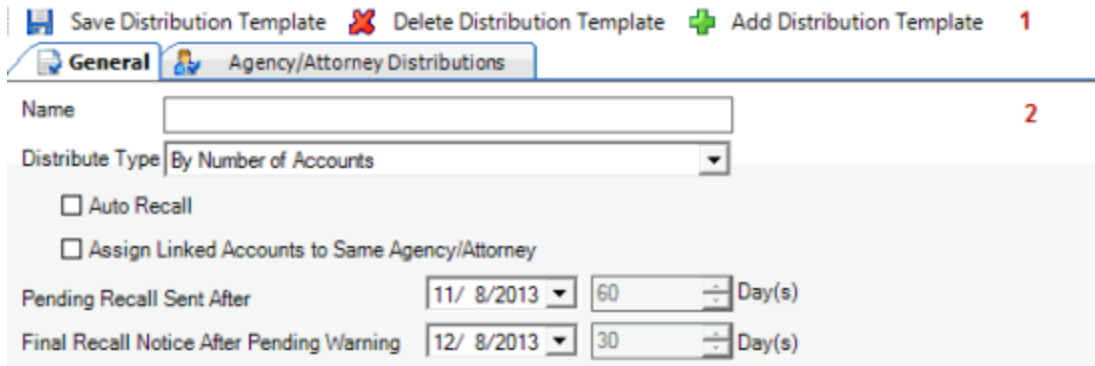 Save Distribution Template Delete Distribution Template Add Distribution Template 1
General Agency/Attorney Distributions
Name 2
Distribute Type By Number of Accounts
Auto Recall
Assign Linked Accounts to Same Agency/Attorney
Pending Recall Sent After 11/ 8/2013 60 Day(s)
Final Recall Notice After Pending Warning 12/ 8/2013 30 Day(s)